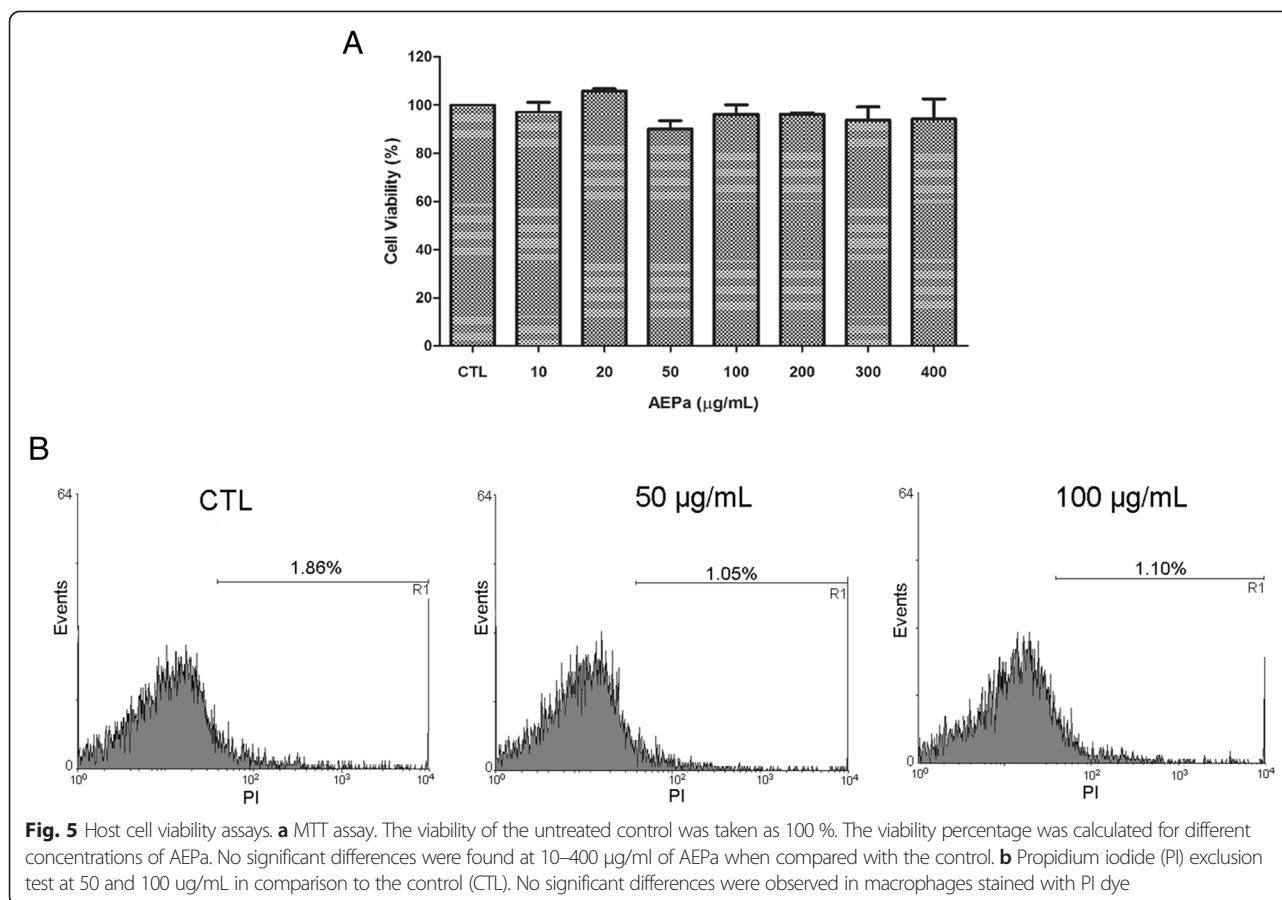 A
120
100
80
60
40
20
0
Cell Viability (%)
CTL 10 20 50 100 200 300 400
AEPa (µg/mL)
B
CTL
64
Events
0
1.86%
R1
10⁰ 10² 10³ 10⁴
PI
50 µg/mL
64
Events
0
1.05%
R1
10⁰ 10² 10³ 10⁴
PI
100 µg/mL
64
Events
0
1.10%
R1
10⁰ 10² 10³ 10⁴
PI
Fig. 5 Host cell viability assays. a MTT assay. The viability of the untreated control was taken as 100 %. The viability percentage was calculated for different
concentrations of AEPa. No significant differences were found at 10–400 µg/ml of AEPa when compared with the control. b Propidium iodide (PI) exclusion
test at 50 and 100 ug/mL in comparison to the control (CTL). No significant differences were observed in macrophages stained with PI dye